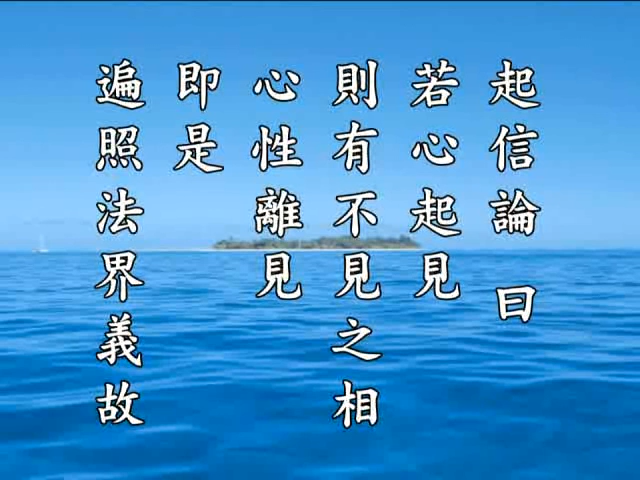 起信論 曰
若心起見
則有不見之相
心性離見
即是
遍照法界義故